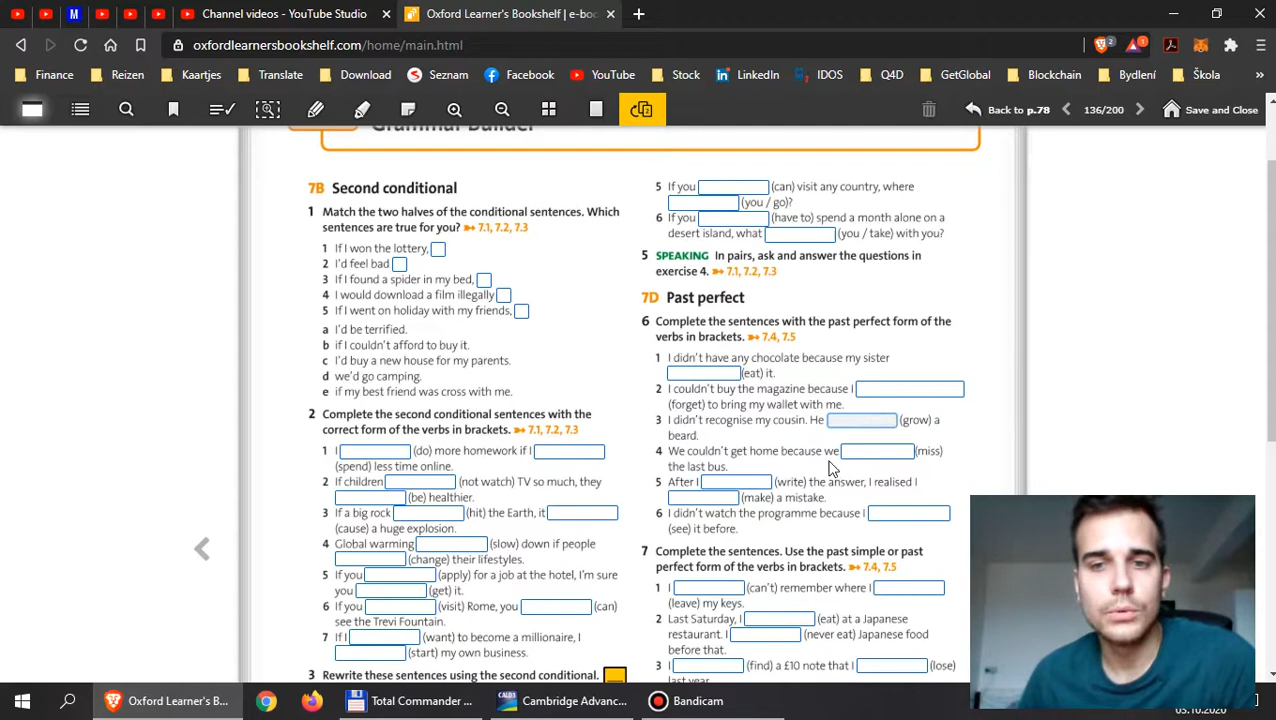 Channel videos - YouTube Studio
Oxford Learner's Bookshelf | e-boo
oxfordlearnersbookshelf.com/home/main.html
2
1
Finance
Reizen
Kaartjes
Translate
Download
Seznam
Facebook
YouTube
Stock
LinkedIn
IDOS
Q4D
GetGlobal
Blockchain
Bydlení
Škola
»
Back to p.78
136/200
Save and Close
Grammar Builder
7B Second conditional
1 Match the two halves of the conditional sentences. Which
sentences are true for you? 7.1, 7.2, 7.3
1 If I won the lottery,
2 I'd feel bad
3 If I found a spider in my bed,
4 I would download a film illegally
5 If I went on holiday with my friends,
a I'd be terrified.
b if I couldn't afford to buy it.
c I'd buy a new house for my parents.
d we'd go camping.
e if my best friend was cross with me.
2 Complete the second conditional sentences with the
correct form of the verbs in brackets. 7.1, 7.2, 7.3
1 I (do) more homework if I
(spend) less time online.
2 If children (not watch) TV so much, they
(be) healthier.
3 If a big rock (hit) the Earth, it
(cause) a huge explosion.
4 Global warming (slow) down if people
(change) their lifestyles.
5 If you (apply) for a job at the hotel, I'm sure
you (get) it.
6 If you (visit) Rome, you (can)
see the Trevi Fountain.
7 If I (want) to become a millionaire, I
(start) my own business.
3 Rewrite these sentences using the second conditional.
5 If you (can) visit any country, where
(you / go)?
6 If you (have to) spend a month alone on a
desert island, what (you / take) with you?
5 SPEAKING In pairs, ask and answer the questions in
exercise 4. 7.1, 7.2, 7.3
7D Past perfect
6 Complete the sentences with the past perfect form of the
verbs in brackets. 7.4, 7.5
1 I didn't have any chocolate because my sister
(eat) it.
2 I couldn't buy the magazine because I
(forget) to bring my wallet with me.
3 I didn't recognise my cousin. He (grow) a
beard.
4 We couldn't get home because we (miss)
the last bus.
5 After I (write) the answer, I realised I
(make) a mistake.
6 I didn't watch the programme because I
(see) it before.
7 Complete the sentences. Use the past simple or past
perfect form of the verbs in brackets. 7.4, 7.5
1 I (can't) remember where I
(leave) my keys.
2 Last Saturday, I (eat) at a Japanese
restaurant. I (never eat) Japanese food
before that.
3 I (find) a £10 note that I (lose)
last year.
Oxford Learner's B...
Total Commander ...
CALD3
Cambridge Advanc...
Bandicam
03.10.2020